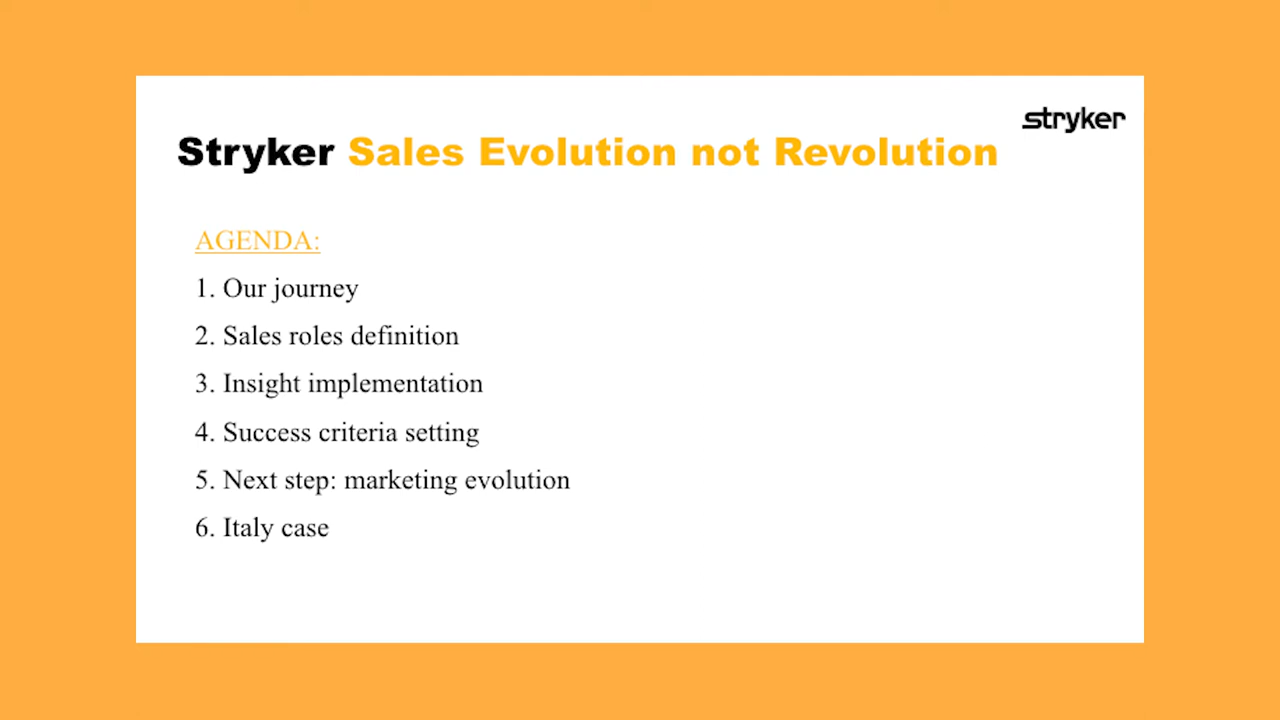 stryker
Stryker Sales Evolution not Revolution
AGENDA:
1. Our journey
2. Sales roles definition
3. Insight implementation
4. Success criteria setting
5. Next step: marketing evolution
6. Italy case